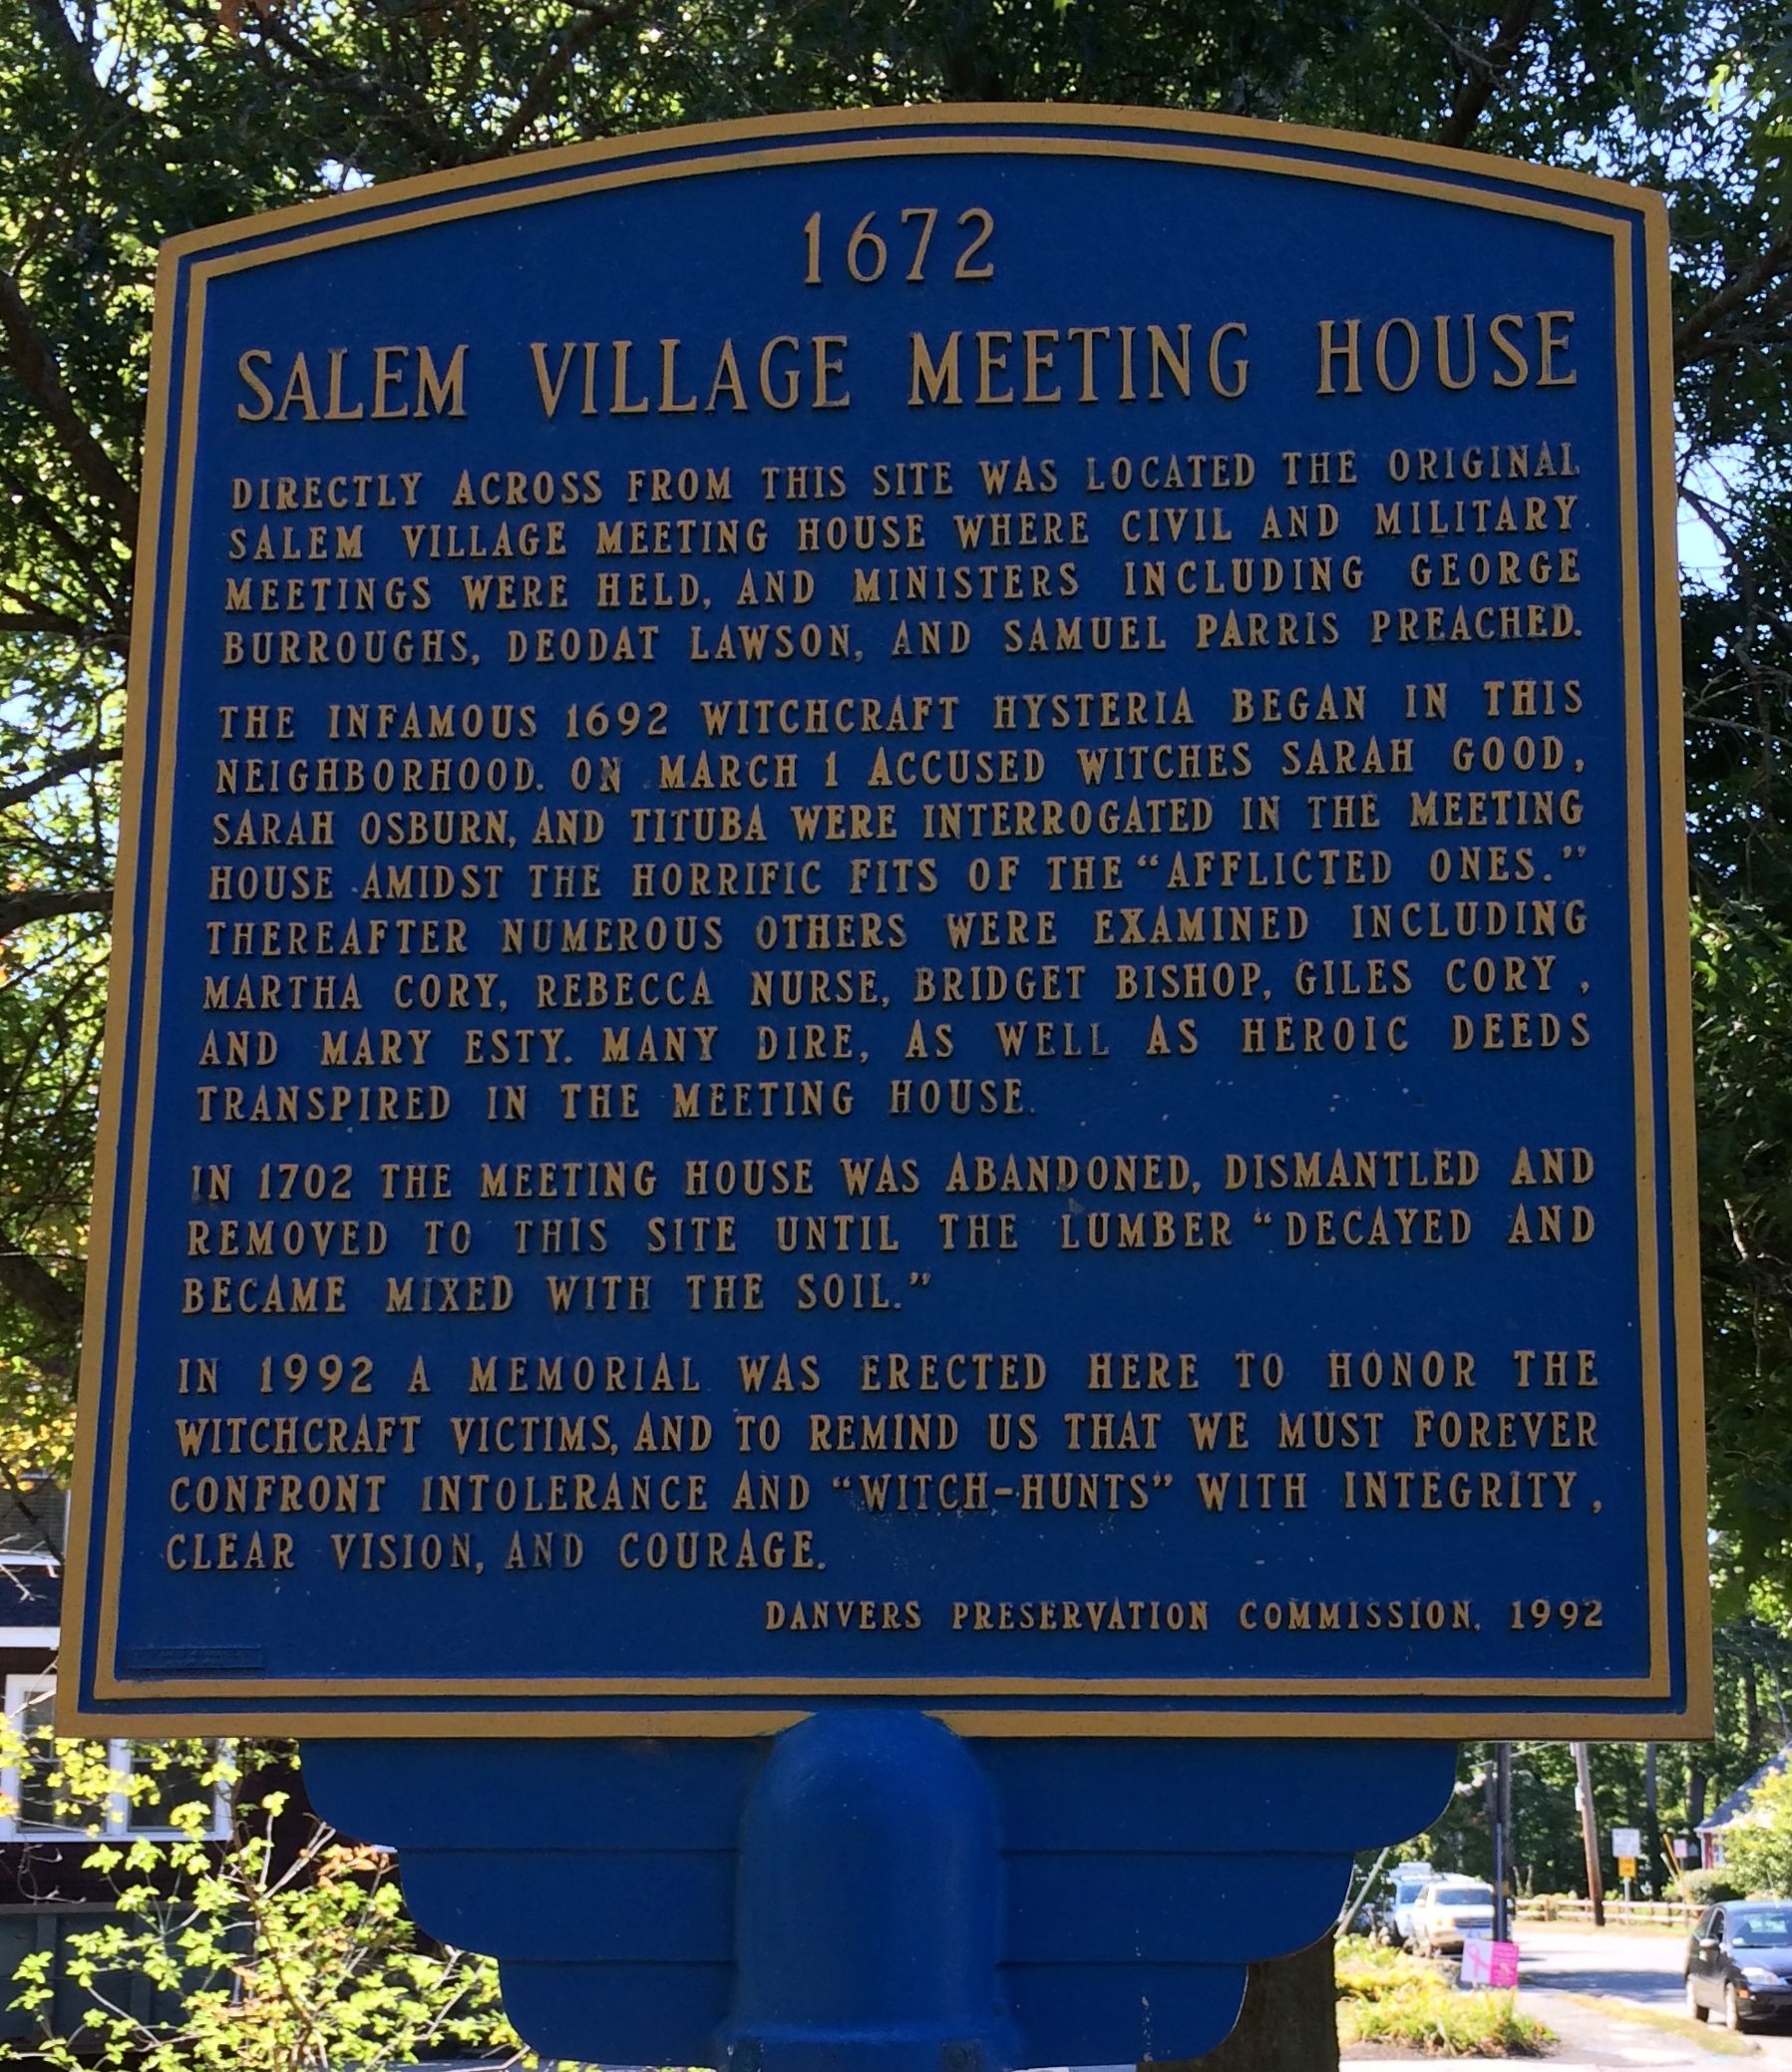 1672
SALEM VILLAGE MEETING HOUSE
DIRECTLY ACROSS FROM THIS SITE WAS LOCATED THE ORIGINAL
SALEM VILLAGE MEETING HOUSE WHERE CIVIL AND MILITARY
MEETINGS WERE HELD, AND MINISTERS INCLUDING GEORGE
BURROUGHS, DEODAT LAWSON, AND SAMUEL PARRIS PREACHED.
THE INFAMOUS 1692 WITCHCRAFT HYSTERIA BEGAN IN THIS
NEIGHBORHOOD. ON MARCH 1 ACCUSED WITCHES SARAH GOOD,
SARAH OSBURN, AND TITUBA WERE INTERROGATED IN THE MEETING
HOUSE AMIDST THE HORRIFIC FITS OF THE "AFFLICTED ONES."
THEREAFTER NUMEROUS OTHERS WERE EXAMINED INCLUDING
MARTHA CORY, REBECCA NURSE, BRIDGET BISHOP, GILES CORY ,
AND MARY ESTY. MANY DIRE, AS WELL AS HEROIC DEEDS
TRANSPIRED IN THE MEETING HOUSE.
IN 1702 THE MEETING HOUSE WAS ABANDONED, DISMANTLED AND
REMOVED TO THIS SITE UNTIL THE LUMBER "DECAYED AND
BECAME MIXED WITH THE SOIL."
IN 1992 A MEMORIAL WAS ERECTED HERE TO HONOR THE
WITCHCRAFT VICTIMS, AND TO REMIND US THAT WE MUST FOREVER
CONFRONT INTOLERANCE AND "WITCH-HUNTS" WITH INTEGRITY,
CLEAR VISION, AND COURAGE.
DANVERS PRESERVATION COMMISSION, 1992